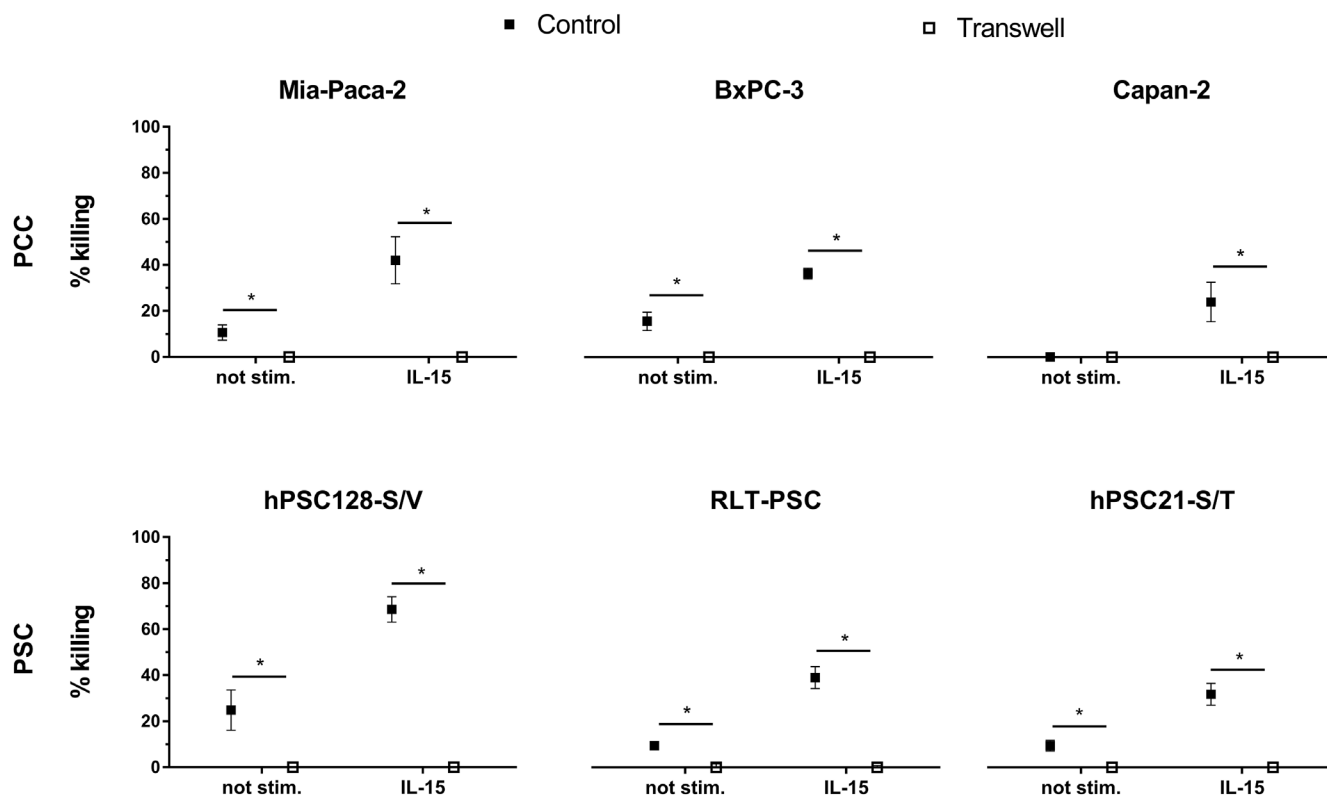 Control Transwell
Mia-Paca-2 BxPC-3 Capan-2
PCC
% killing
100
80
60
40
20
0
* * * * *
not stim. IL-15 not stim. IL-15 not stim. IL-15
hPSC128-S/V RLT-PSC hPSC21-S/T
PSC
% killing
100
80
60
40
20
0
* * * * * *
not stim. IL-15 not stim. IL-15 not stim. IL-15